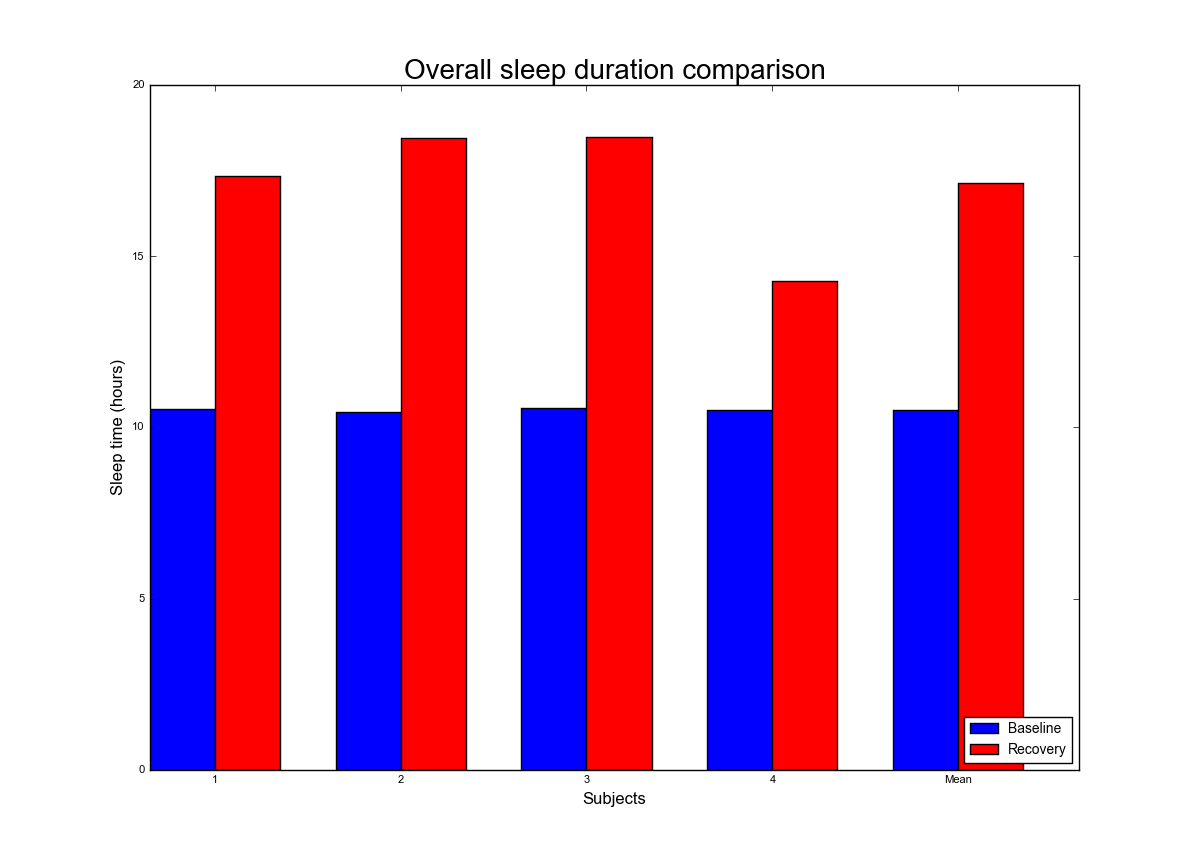 Overall sleep duration comparison
20
15
10
5
0
Sleep time (hours)
1 2 3 4 Mean
Subjects
Baseline
Recovery